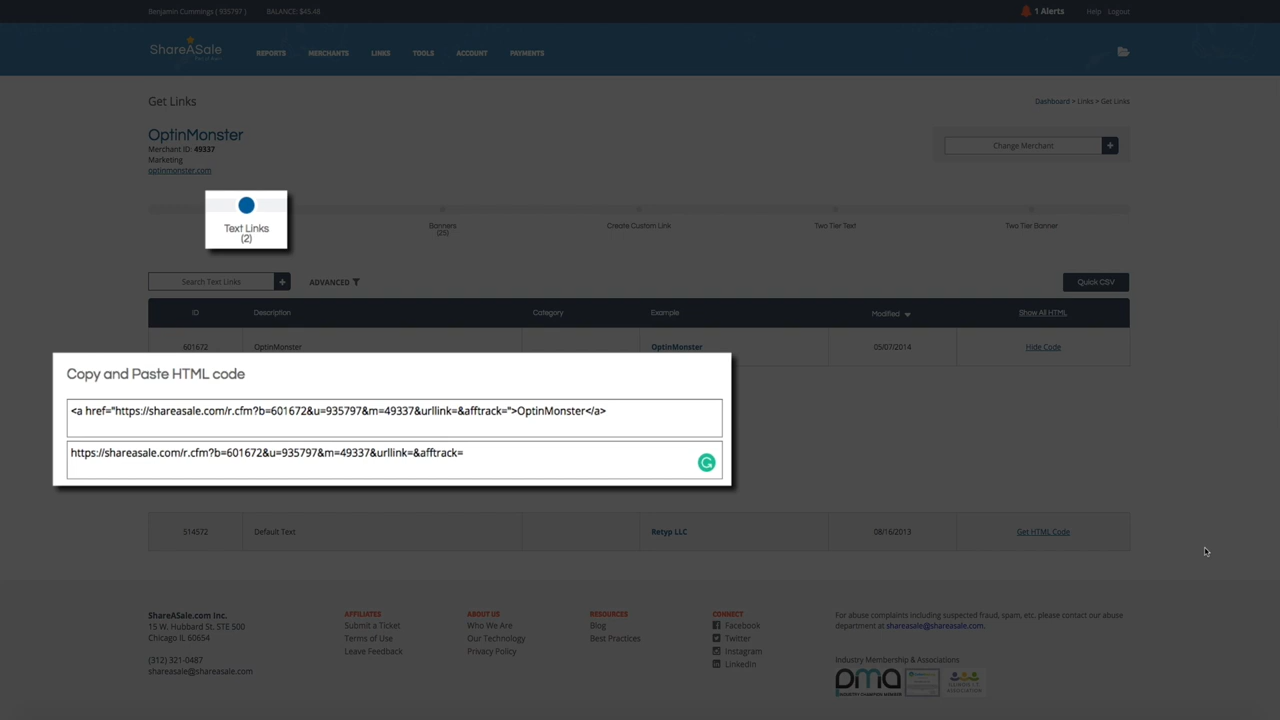 Benjamin Cummings ( 935797 )
BALANCE: $45.48
1 Alerts
Help
Logout
ShareASale
REPORTS
MERCHANTS
LINKS
TOOLS
ACCOUNT
PAYMENTS
Get Links
Dashboard > Links > Get Links
OptinMonster
Merchant ID: 49337
Marketing
optinmonster.com
Change Merchant
+
Text Links
(2)
Banners
(25)
Create Custom Link
Two Tier Text
Two Tier Banner
Search Text Links
+
ADVANCED
Quick CSV
ID
Description
Category
Example
Modified
Show All HTML
601672
OptinMonster
OptinMonster
05/07/2014
Hide Code
Copy and Paste HTML code
<a href="https://shareasale.com/r.cfm?b=601672&u=935797&m=49337&urllink=&afftrack=">OptinMonster</a>
https://shareasale.com/r.cfm?b=601672&u=935797&m=49337&urllink=&afftrack=
514572
Default Text
Retyp LLC
08/16/2013
Get HTML Code
ShareASale.com Inc.
15 W. Hubbard St. STE 500
Chicago IL 60654
(312) 321-0487
shareasale@shareasale.com
AFFILIATES
Submit a Ticket
Terms of Use
Leave Feedback
ABOUT US
Who We Are
Our Technology
Privacy Policy
RESOURCES
Blog
Best Practices
CONNECT
Facebook
Twitter
Instagram
LinkedIn
For abuse complaints including suspected fraud, spam, etc. please contact our abuse
department at shareasale@shareasale.com.
Industry Membership & Associations
pma
INDUSTRY CHAMPION MEMBER